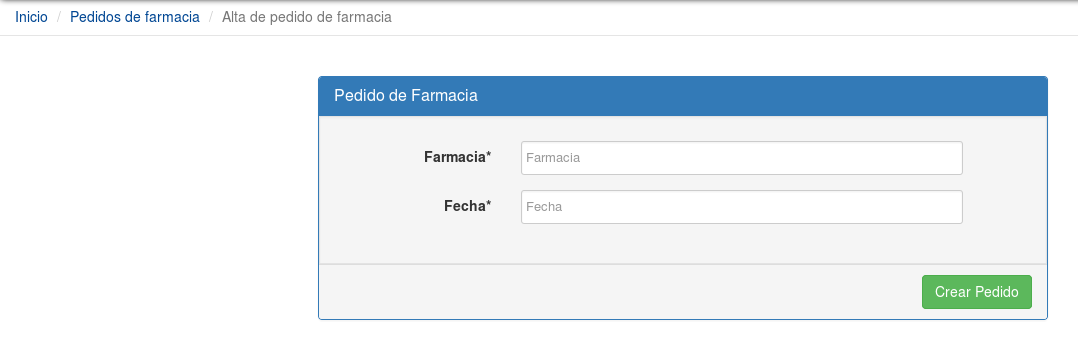 Inicio / Pedidos de farmacia / Alta de pedido de farmacia
Pedido de Farmacia
Farmacia* Farmacia
Fecha* Fecha
Crear Pedido